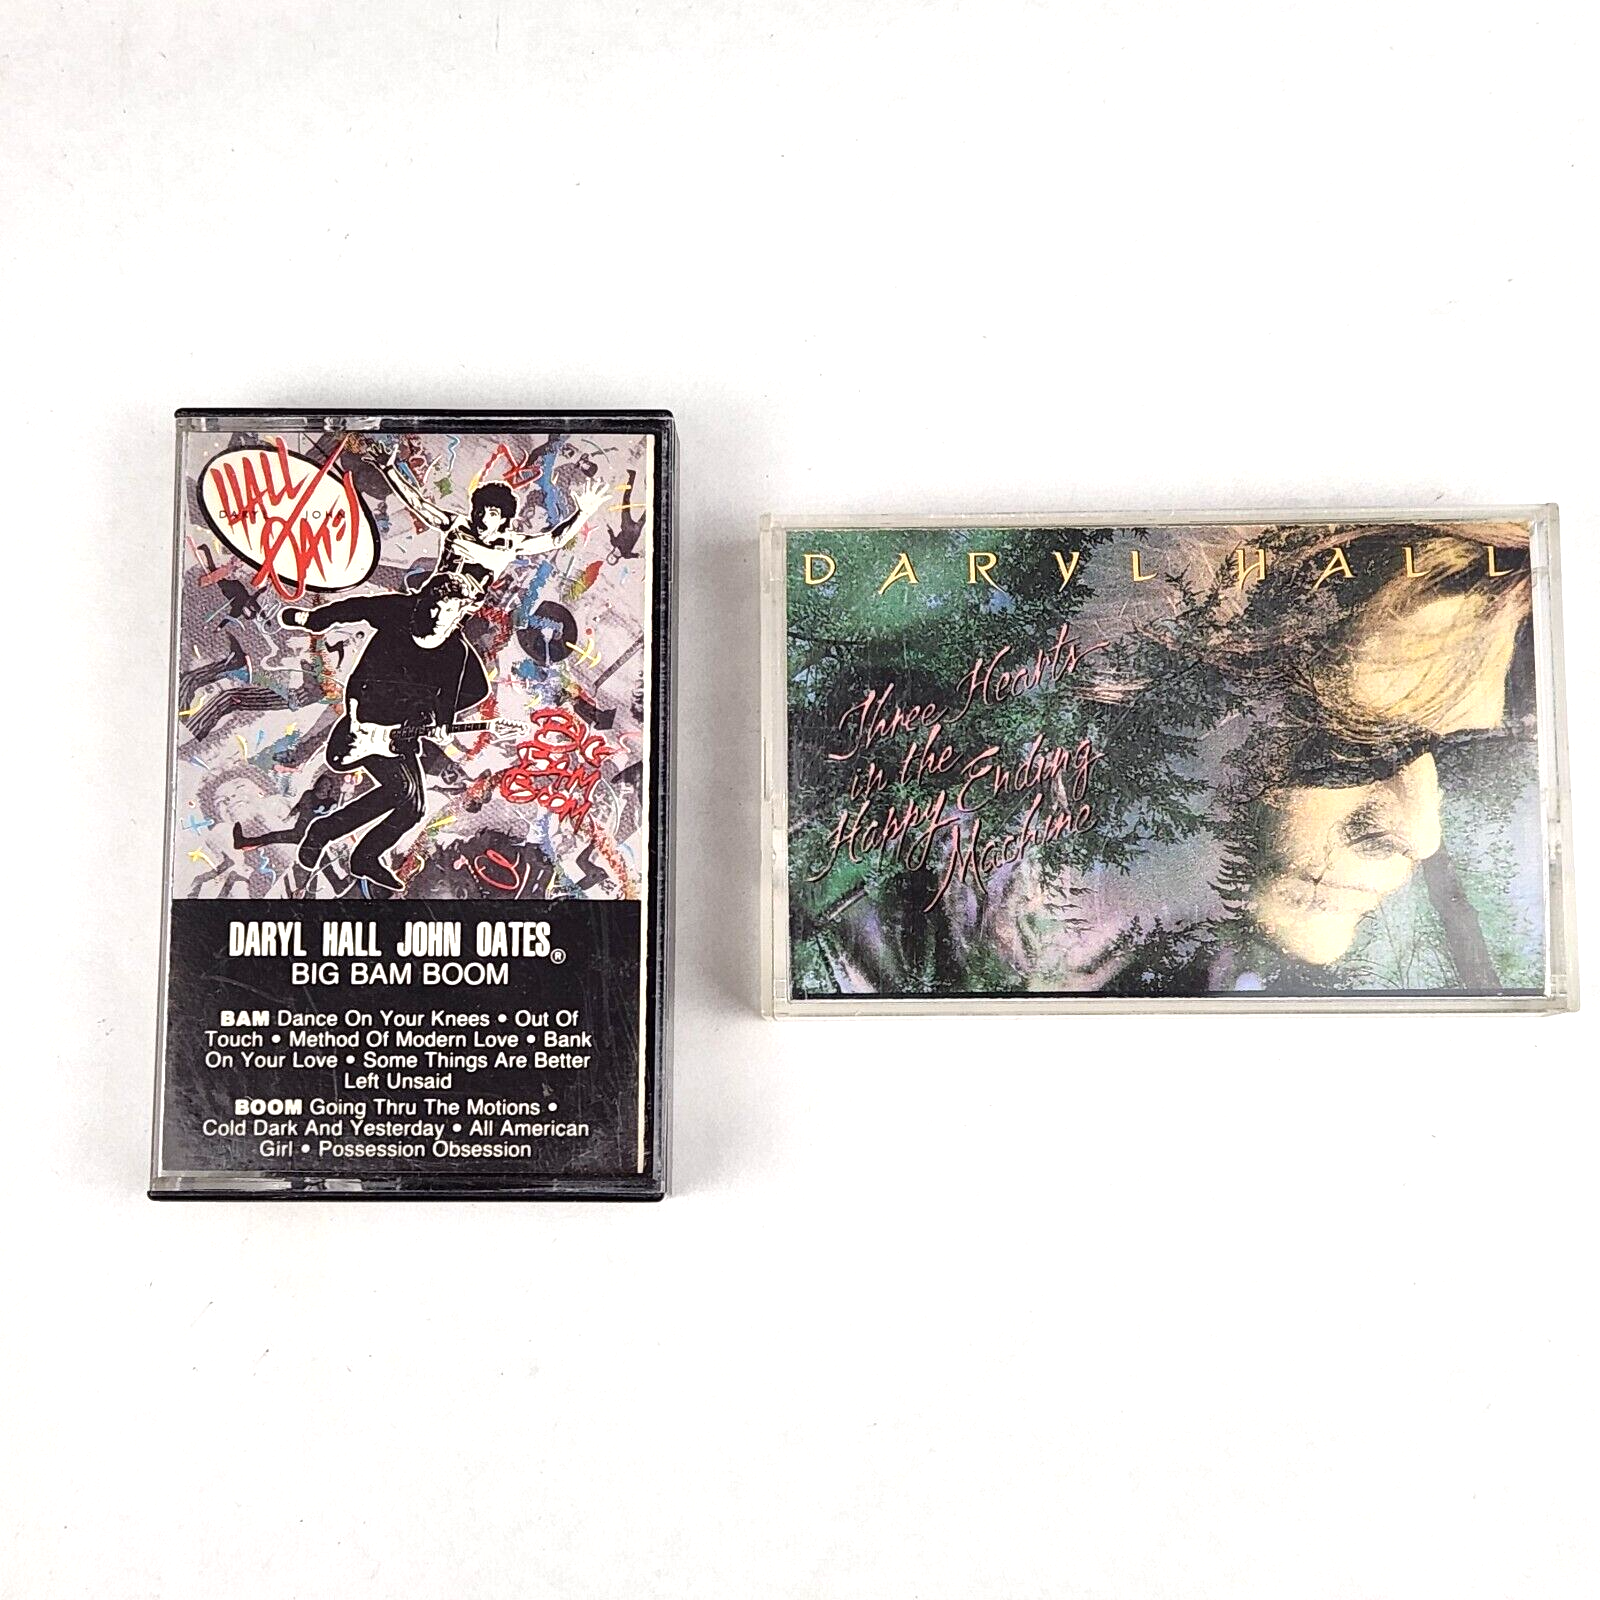 HALL
DARYL JOHN
OATES
BIG
BAM
BOOM
DARYL HALL JOHN OATES®
BIG BAM BOOM
BAM Dance On Your Knees • Out Of
Touch • Method Of Modern Love • Bank
On Your Love • Some Things Are Better
Left Unsaid
BOOM Going Thru The Motions •
Cold Dark And Yesterday • All American
Girl • Possession Obsession
DARYL HALL
Three Hearts
in the
Happy Ending
Machine